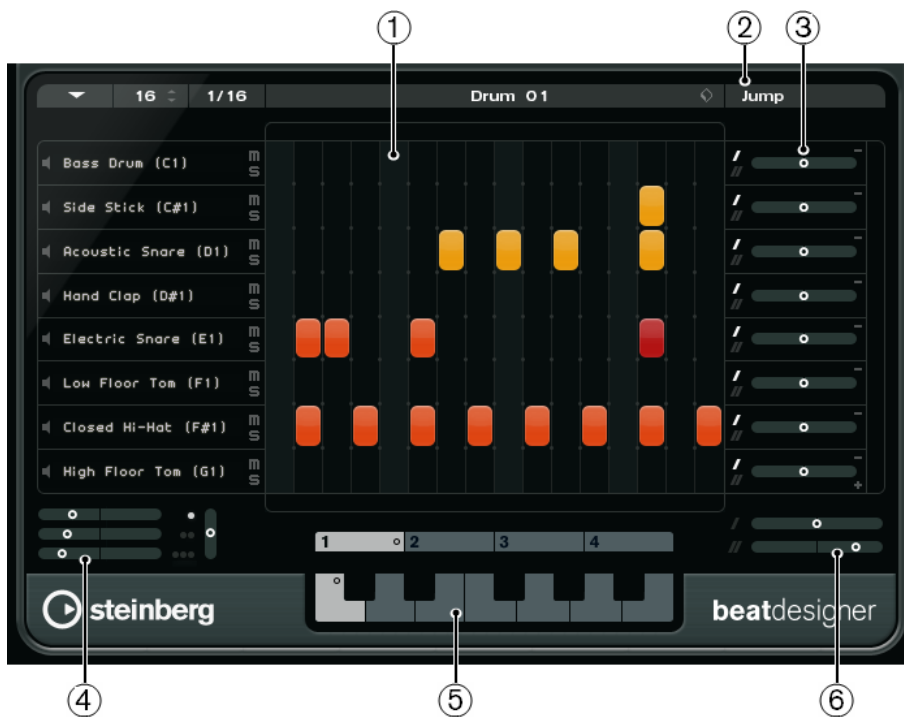 ① ② ③
16 1/16 Drum 01 Jump
Bass Drum (C1) m s
Side Stick (C#1) m s
Acoustic Snare (D1) m s
Hand Clap (D#1) m s
Electric Snare (E1) m s
Low Floor Tom (F1) m s
Closed Hi-Hat (F#1) m s
High Floor Tom (G1) m s
1 2 3 4
steinberg beatdesigner
④ ⑤ ⑥